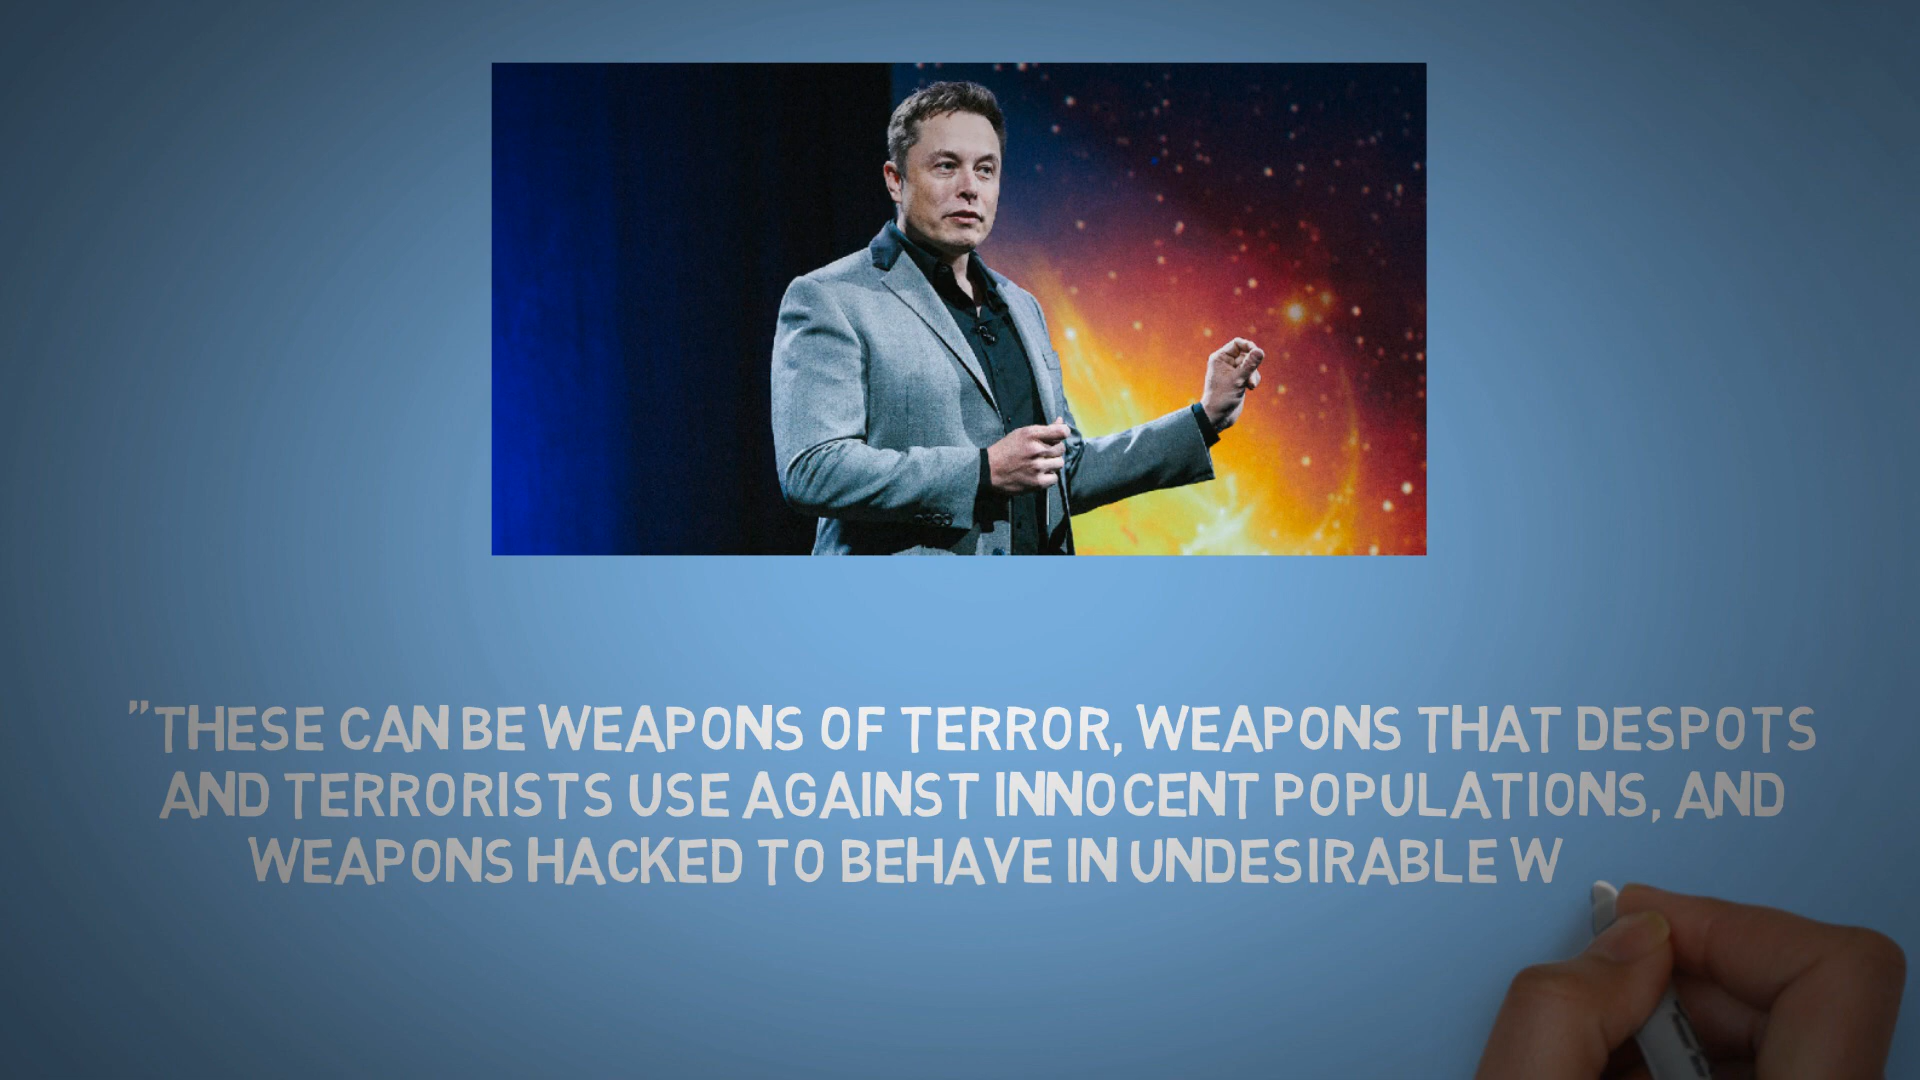 "THESE CAN BE WEAPONS OF TERROR, WEAPONS THAT DESPOTS
AND TERRORISTS USE AGAINST INNOCENT POPULATIONS, AND
WEAPONS HACKED TO BEHAVE IN UNDESIRABLE W